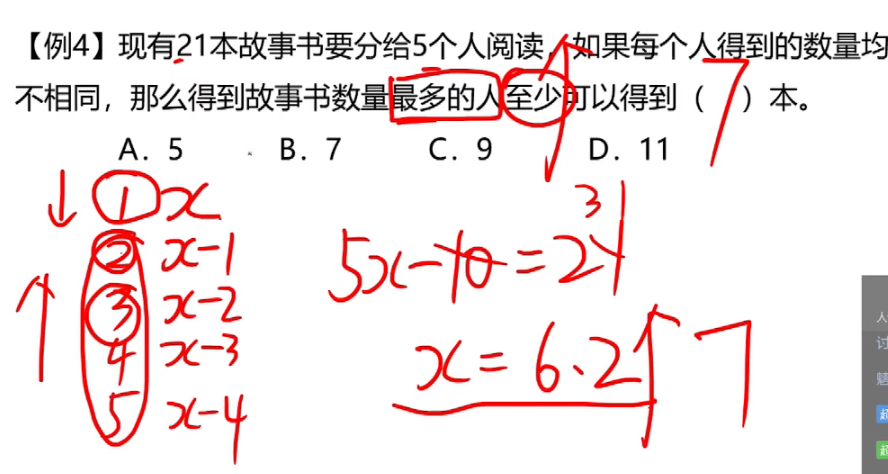 【例4】现有21本故事书要分给5个人阅读,如果每个人得到的数量均
不相同,那么得到故事书数量最多的人至少可以得到( )本。
7
A. 5 B. 7 C. 9 D. 11
1 x
2 x-1
3 x-2
4 x-3
5 x-4
31
5x-10=21
x=6.2 7
人
讨
起
起